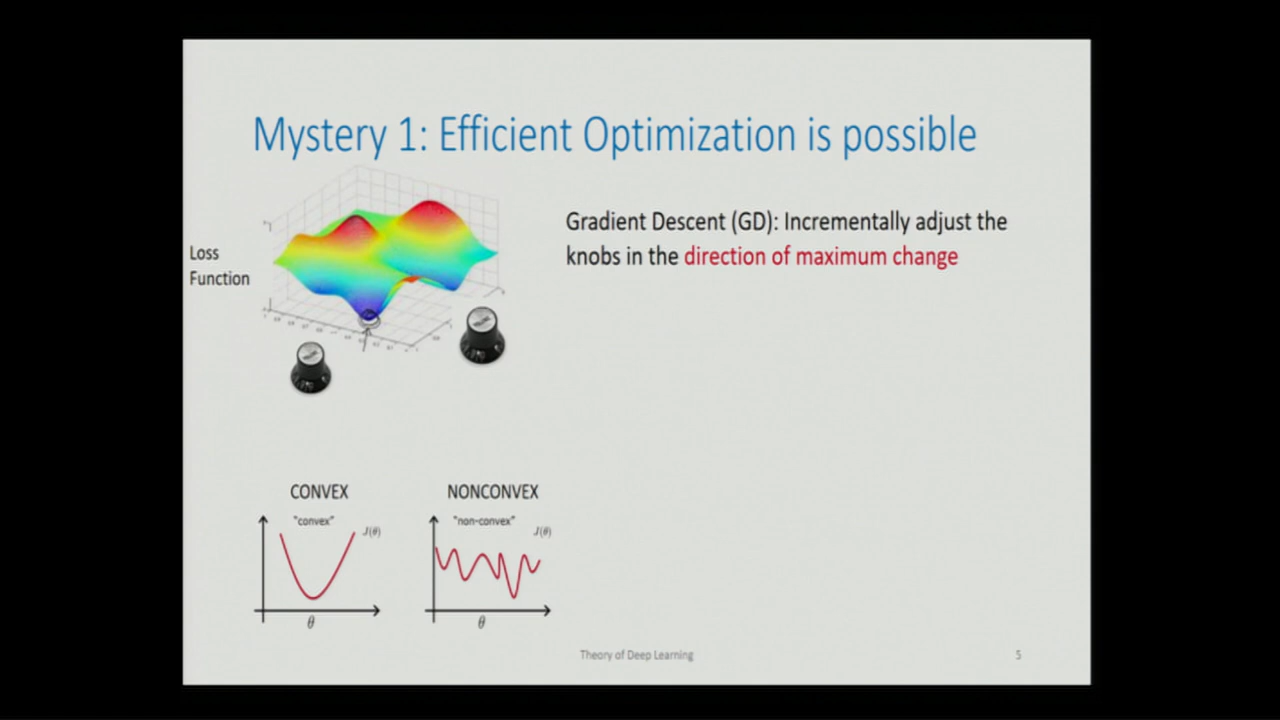 Mystery 1: Efficient Optimization is possible
Loss
Function
Gradient Descent (GD): Incrementally adjust the
knobs in the direction of maximum change
CONVEX
"convex"
J(θ)
θ
NONCONVEX
"non-convex"
J(θ)
θ
Theory of Deep Learning
5